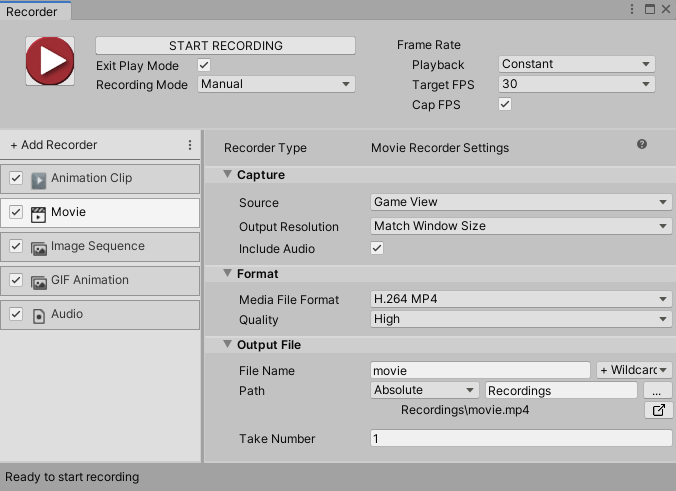 Recorder
START RECORDING
Exit Play Mode
Recording Mode Manual
Frame Rate
Playback Constant
Target FPS 30
Cap FPS
+ Add Recorder
Animation Clip
Movie
Image Sequence
GIF Animation
Audio
Recorder Type Movie Recorder Settings
Capture
Source Game View
Output Resolution Match Window Size
Include Audio
Format
Media File Format H.264 MP4
Quality High
Output File
File Name movie + Wildcarc
Path Absolute Recordings ...
Recordings\movie.mp4
Take Number 1
Ready to start recording